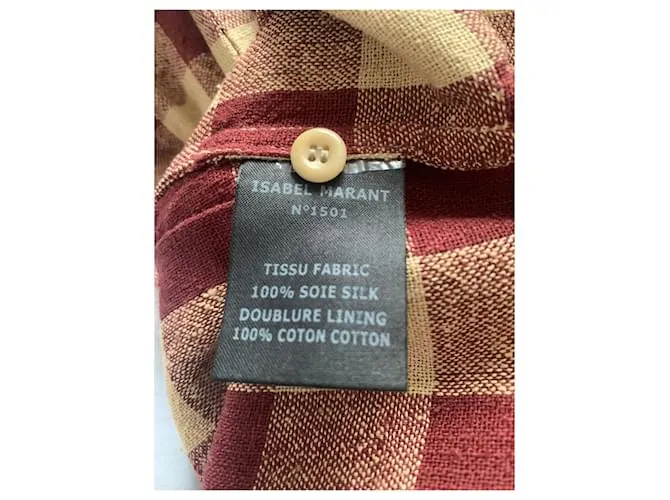 ISABEL MARANT
N°1501
TISSU FABRIC
100% SOIE SILK
DOUBLURE LINING
100% COTON COTTON